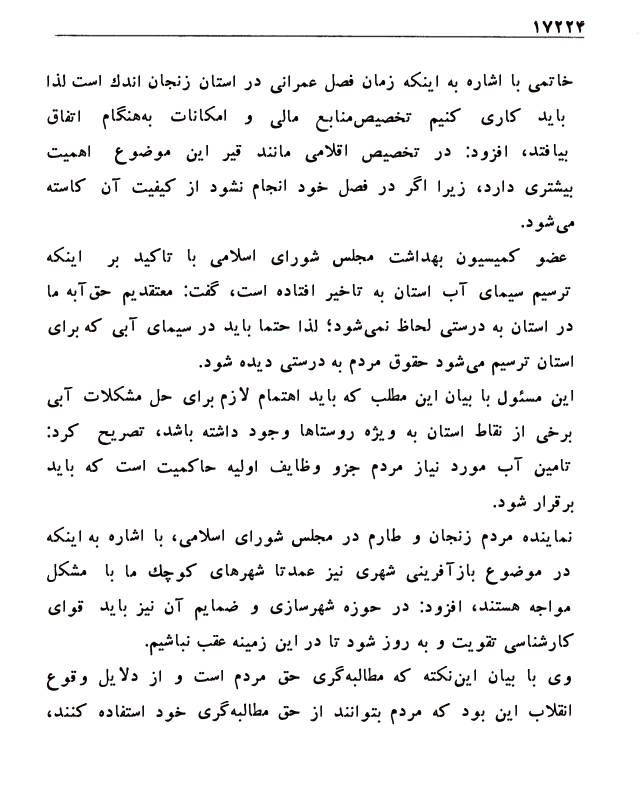 ۱۷۲۲۴
خاتمی با اشاره به اینکه زمان فصل عمرانی در استان زنجان اندك است لذا
باید کاری کنیم تخصیص‌منابع مالی و امکانات به‌هنگام اتفاق
بیافتد، افزود: در تخصیص اقلامی مانند قیر این موضوع اهمیت
بیشتری دارد، زیرا اگر در فصل خود انجام نشود از کیفیت آن کاسته
می‌شود.
عضو کمیسیون بهداشت مجلس شورای اسلامی با تاکید بر اینکه
ترسیم سیمای آب استان به تاخیر افتاده است، گفت: معتقدیم حق‌آبه ما
در استان به درستی لحاظ نمی‌شود؛ لذا حتما باید در سیمای آبی که برای
استان ترسیم می‌شود حقوق مردم به درستی دیده شود.
این مسئول با بیان این مطلب که باید اهتمام لازم برای حل مشکلات آبی
برخی از نقاط استان به ویژه روستاها وجود داشته باشد، تصریح کرد:
تامین آب مورد نیاز مردم جزو وظایف اولیه حاکمیت است که باید
برقرار شود.
نماینده مردم زنجان و طارم در مجلس شورای اسلامی، با اشاره به اینکه
در موضوع بازآفرینی شهری نیز عمدتا شهرهای کوچك ما با مشکل
مواجه هستند، افزود: در حوزه شهرسازی و ضمایم آن نیز باید قوای
کارشناسی تقویت و به روز شود تا در این زمینه عقب نباشیم.
وی با بیان این‌نکته که مطالبه‌گری حق مردم است و از دلایل وقوع
انقلاب این بود که مردم بتوانند از حق مطالبه‌گری خود استفاده کنند،